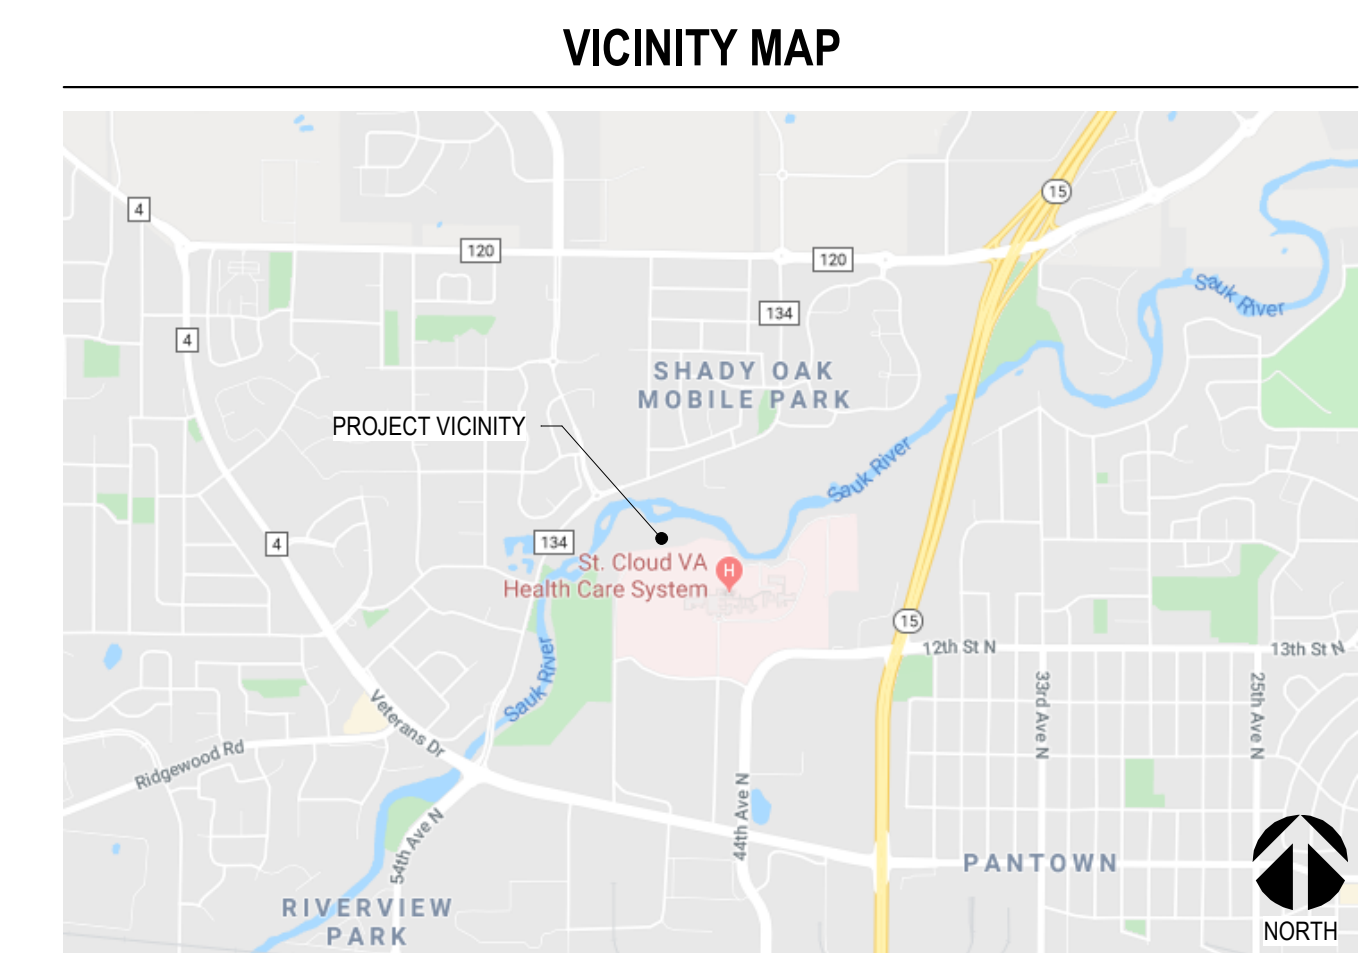 VICINITY MAP
4
15
120
120
Sauk River
134
4
SHADY OAK
MOBILE PARK
PROJECT VICINITY
Sauk River
4
134
St. Cloud VA
Health Care System
H
15
12th St N
13th St N
Sauk River
33rd Ave N
25th Ave N
Veterans Dr
Ridgewood Rd
44th Ave N
54th Ave N
PANTOWN
RIVERVIEW
PARK
NORTH